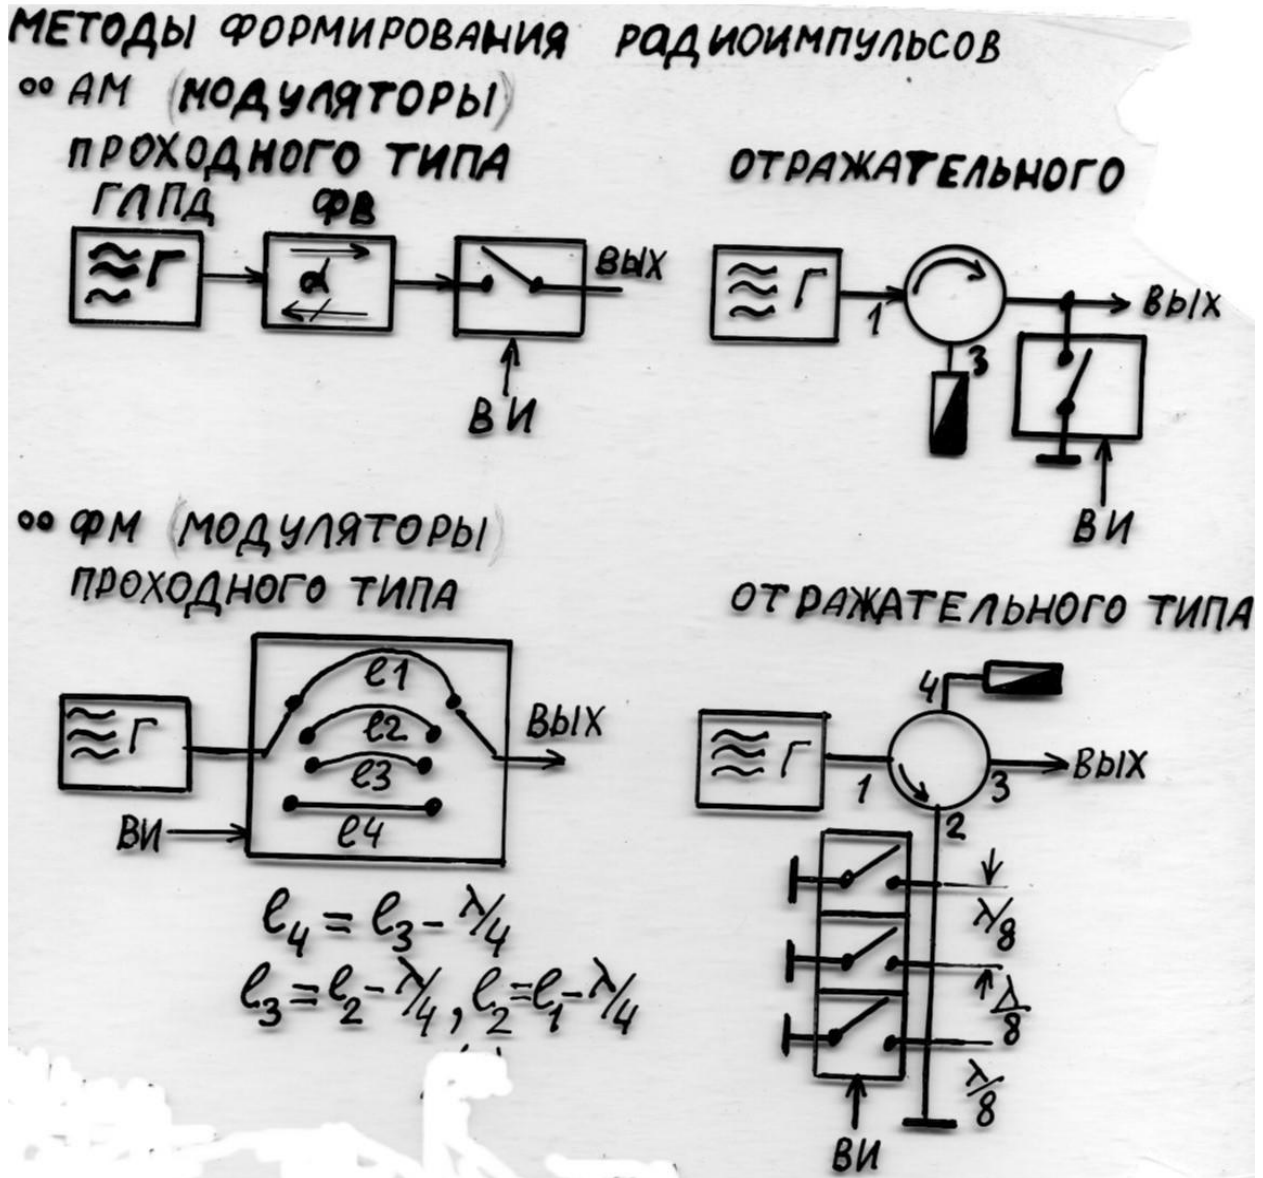 МЕТОДЫ ФОРМИРОВАНИЯ РАДИОИМПУЛЬСОВ
°° АМ (МОДУЛЯТОРЫ)
ПРОХОДНОГО ТИПА
ОТРАЖАТЕЛЬНОГО
ГЛПД
ФВ
Г
α
ВЫХ
ВИ
Г
1
3
ВЫХ
ВИ
°° ФМ (МОДУЛЯТОРЫ)
ПРОХОДНОГО ТИПА
ОТРАЖАТЕЛЬНОГО ТИПА
Г
ℓ1
ℓ2
ℓ3
ℓ4
ВЫХ
ВИ
ℓ₄ = ℓ₃ - λ/4
ℓ₃ = ℓ₂ - λ/4, ℓ₂ = ℓ₁ - λ/4
Г
4
1
3
2
ВЫХ
λ/8
λ/8
λ/8
ВИ